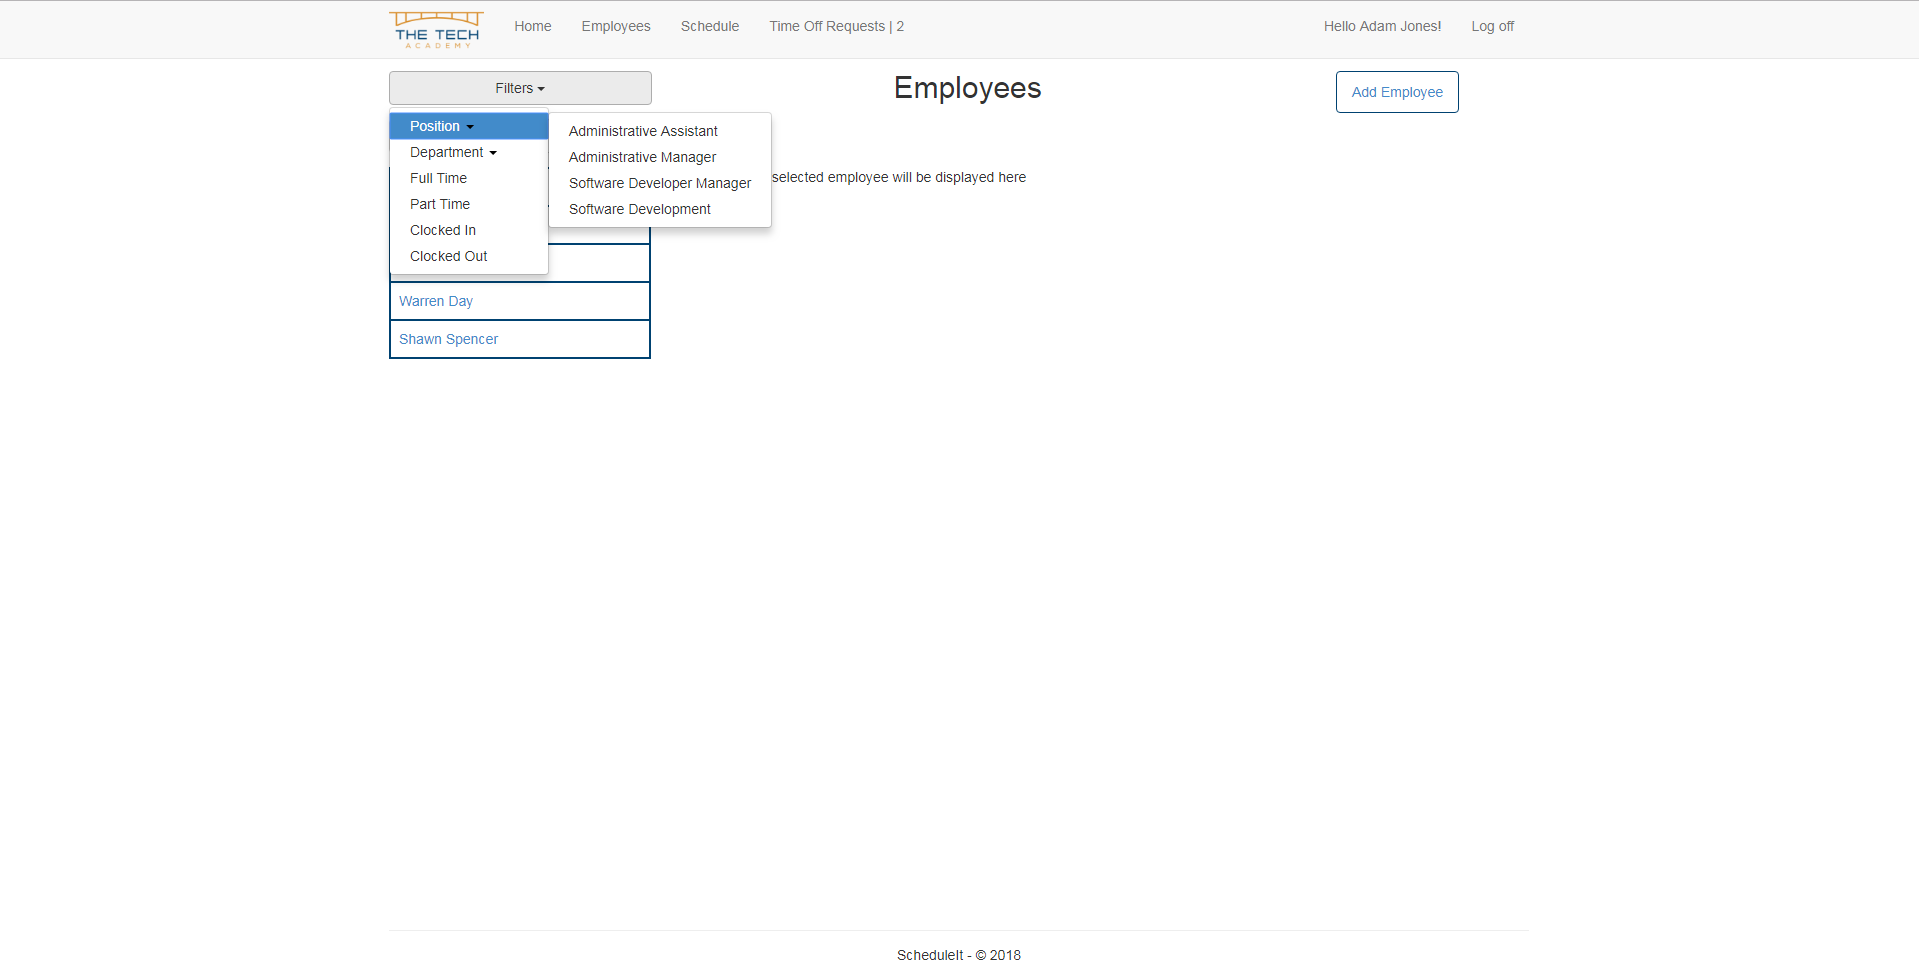 THE TECH
ACADEMY
Home
Employees
Schedule
Time Off Requests | 2
Hello Adam Jones!
Log off
Filters
Employees
Add Employee
Position
Department
Full Time
Part Time
Clocked In
Clocked Out
Administrative Assistant
Administrative Manager
Software Developer Manager
Software Development
selected employee will be displayed here
Warren Day
Shawn Spencer
ScheduleIt - © 2018